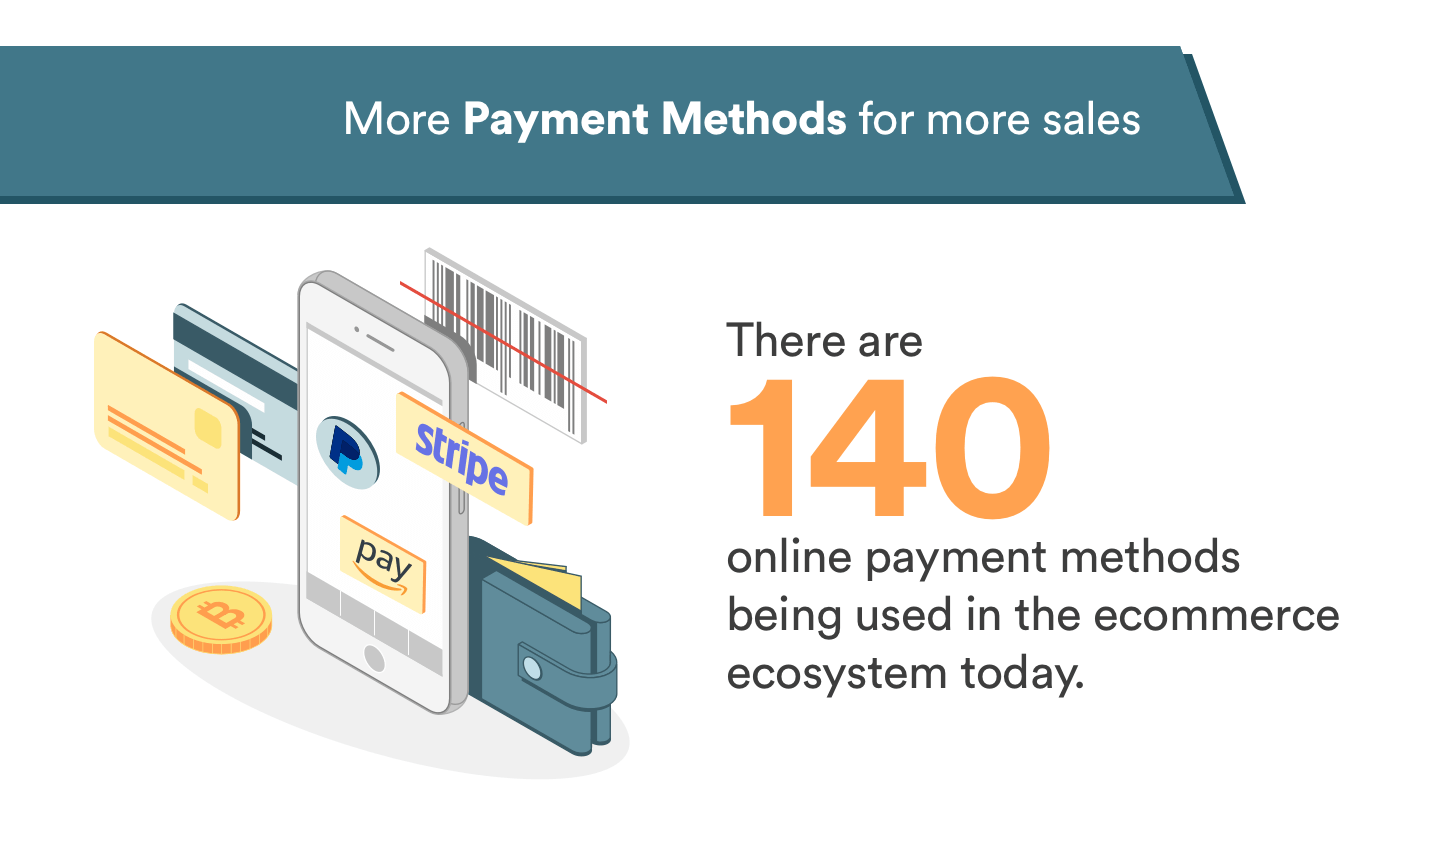 More Payment Methods for more sales
stripe
pay
There are
140
online payment methods
being used in the ecommerce
ecosystem today.